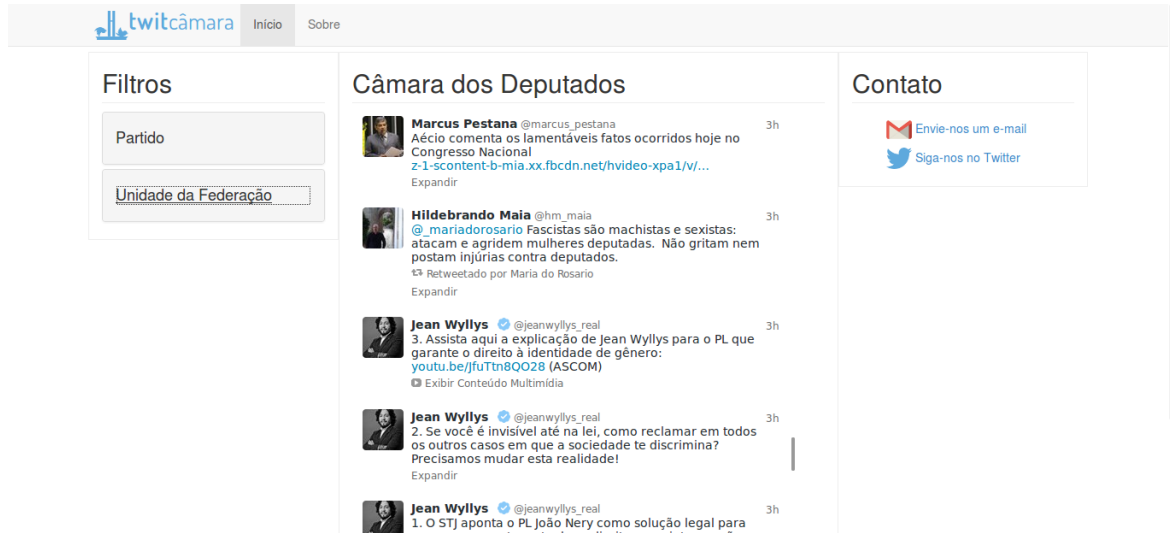 twitcâmara Início Sobre
Filtros
Partido
Unidade da Federação
Câmara dos Deputados
Marcus Pestana @marcus_pestana 3h
Aécio comenta os lamentáveis fatos ocorridos hoje no
Congresso Nacional
z-1-scontent-b-mia.xx.fbcdn.net/hvideo-xpa1/v/...
Expandir
Hildebrando Maia @hm_maia 3h
@_mariadorosario Fascistas são machistas e sexistas:
atacam e agridem mulheres deputadas. Não gritam nem
postam injúrias contra deputados.
Retweetado por Maria do Rosario
Expandir
Jean Wyllys @jeanwyllys_real 3h
3. Assista aqui a explicação de Jean Wyllys para o PL que
garante o direito à identidade de gênero:
youtu.be/JfuTtn8QO28 (ASCOM)
Exibir Conteúdo Multimídia
Jean Wyllys @jeanwyllys_real 3h
2. Se você é invisível até na lei, como reclamar em todos
os outros casos em que a sociedade te discrimina?
Precisamos mudar esta realidade!
Expandir
Jean Wyllys @jeanwyllys_real 3h
1. O STJ aponta o PL João Nery como solução legal para
Contato
Envie-nos um e-mail
Siga-nos no Twitter